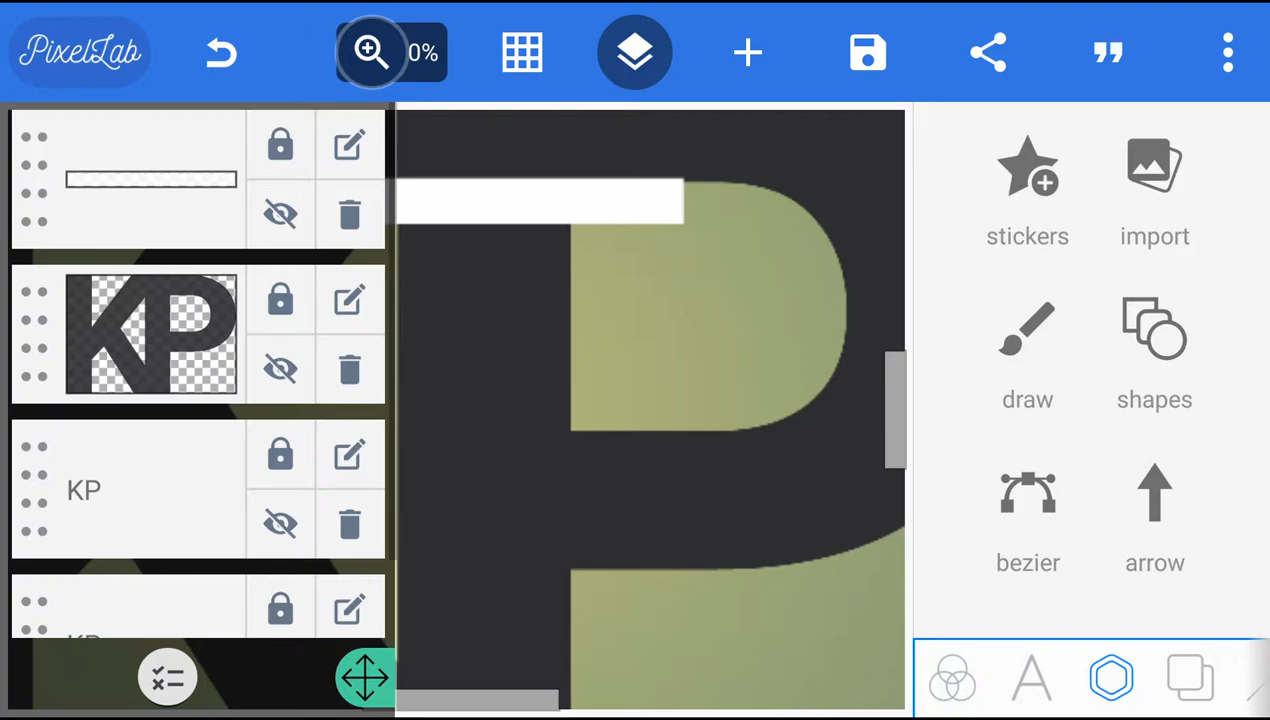 PixelLab
0%
KP
KP
P
stickers
import
draw
shapes
bezier
arrow